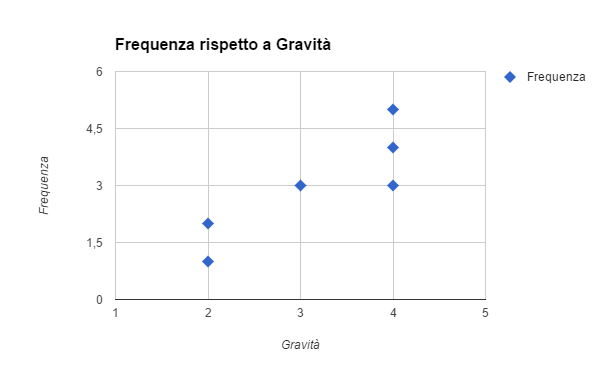 Frequenza rispetto a Gravità
6
4,5
3
1,5
0
1 2 3 4 5
Frequenza
Gravità
Frequenza